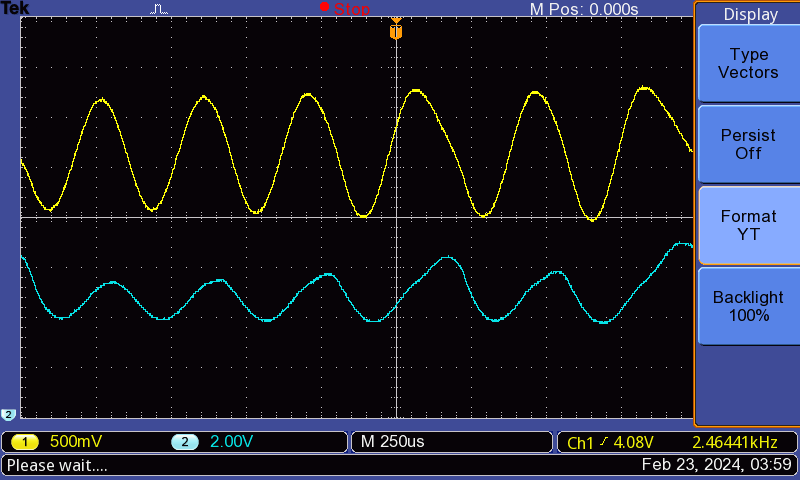 Tek Stop M Pos: 0.000s
T
Display
Type
Vectors
Persist
Off
Format
YT
Backlight
100%
2
1 500mV 2 2.00V M 250us Ch1 4.08V 2.46441kHz
Please wait.... Feb 23, 2024, 03:59